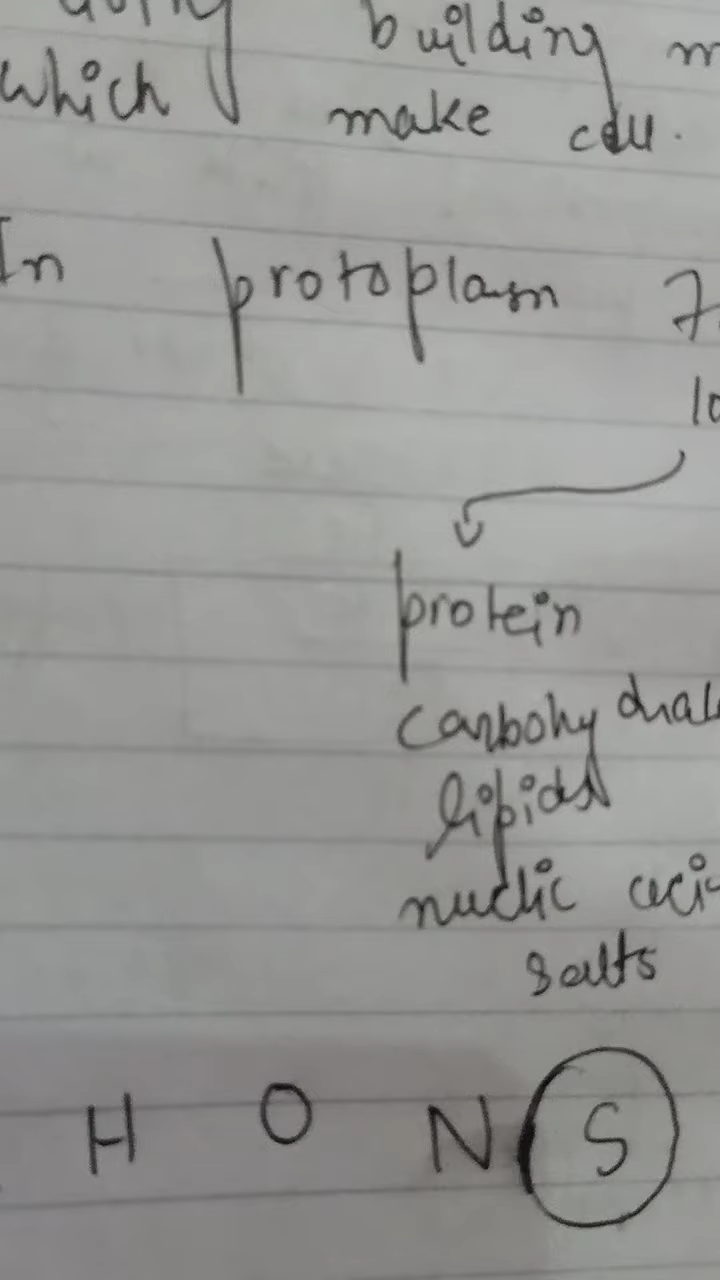 building
which make cell.
In protoplasm
protein
carbohydrat
lipids
nuclic aci
salts
H O N S